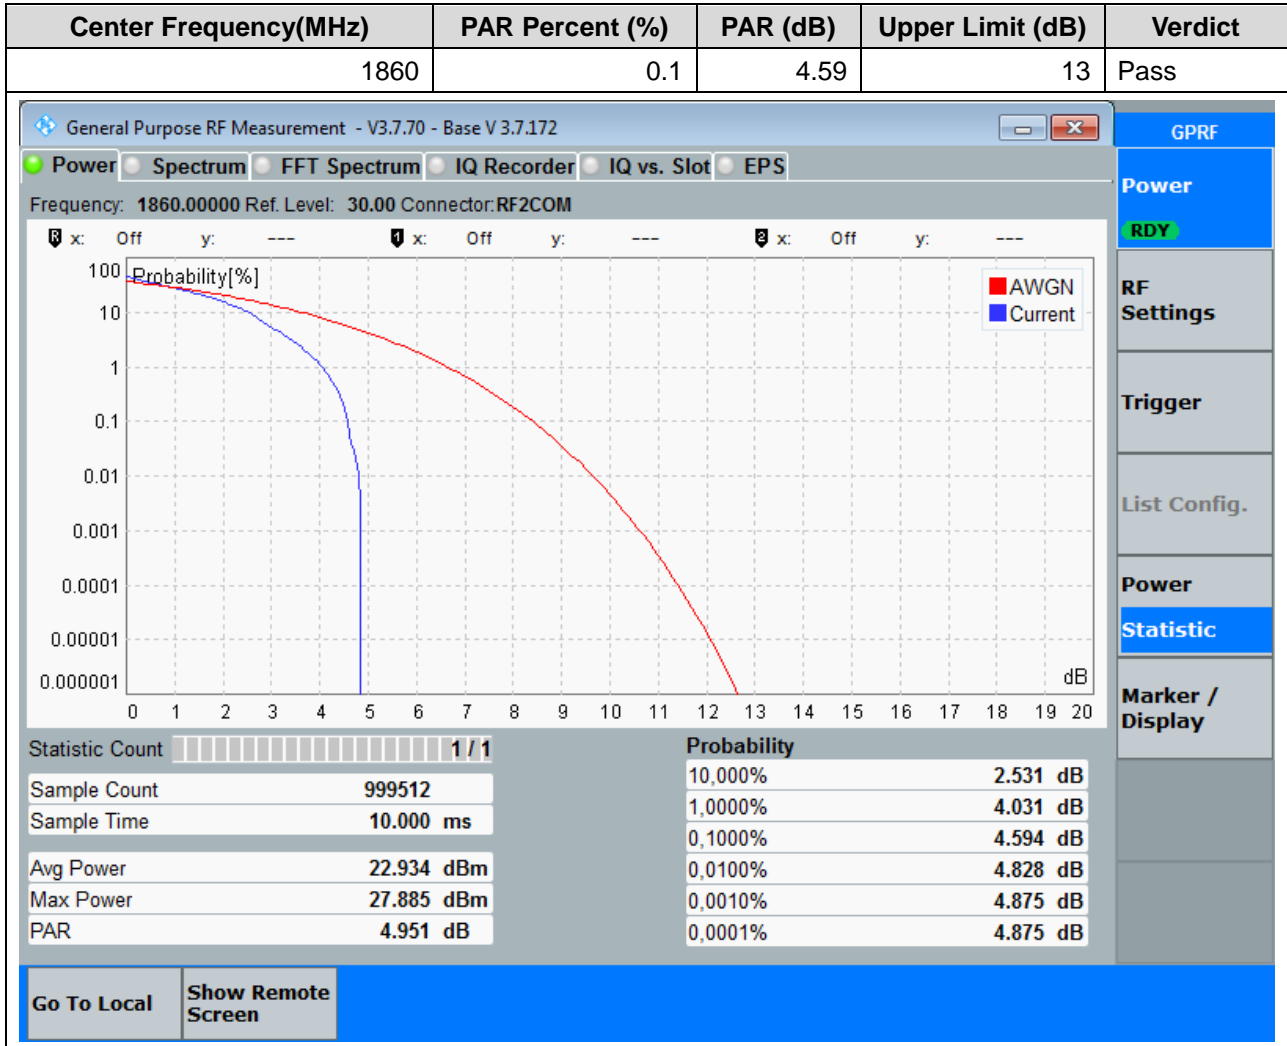 Center Frequency(MHz) PAR Percent (%) PAR (dB) Upper Limit (dB) Verdict
1860 0.1 4.59 13 Pass
General Purpose RF Measurement - V3.7.70 - Base V 3.7.172
GPRF
Power Spectrum FFT Spectrum IQ Recorder IQ vs. Slot EPS
Frequency: 1860.00000 Ref. Level: 30.00 Connector:RF2COM
R x: Off y: --- 1 x: Off y: --- 2 x: Off y: ---
Probability[%]
100
10
1
0.1
0.01
0.001
0.0001
0.00001
0.000001
AWGN
Current
dB
0 1 2 3 4 5 6 7 8 9 10 11 12 13 14 15 16 17 18 19 20
Statistic Count 1 / 1
Sample Count 999512
Sample Time 10.000 ms
Avg Power 22.934 dBm
Max Power 27.885 dBm
PAR 4.951 dB
Probability
10,000% 2.531 dB
1,0000% 4.031 dB
0,1000% 4.594 dB
0,0100% 4.828 dB
0,0010% 4.875 dB
0,0001% 4.875 dB
Power
RDY
RF
Settings
Trigger
List Config.
Power
Statistic
Marker /
Display
Go To Local
Show Remote
Screen